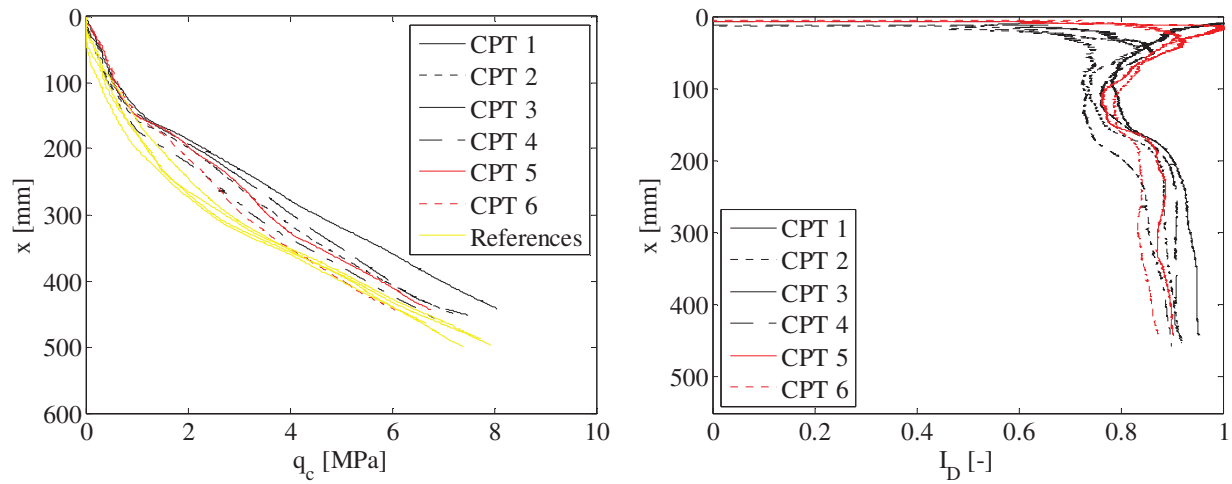 0
100
200
300
400
500
600
x [mm]
0 2 4 6 8 10
q_c [MPa]
CPT 1
CPT 2
CPT 3
CPT 4
CPT 5
CPT 6
References
0
100
200
300
400
500
x [mm]
0 0.2 0.4 0.6 0.8 1
I_D [-]
CPT 1
CPT 2
CPT 3
CPT 4
CPT 5
CPT 6